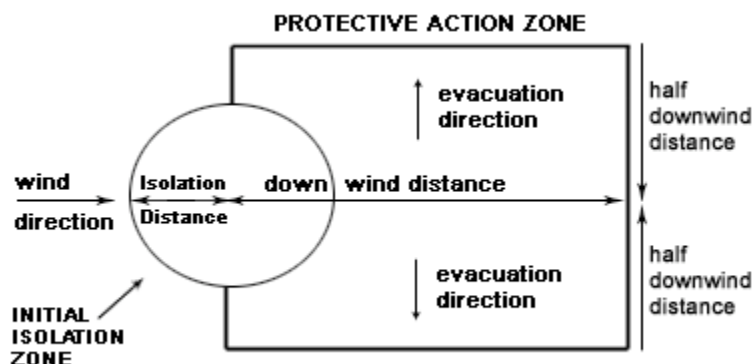 PROTECTIVE ACTION ZONE
evacuation
direction
half
downwind
distance
wind
direction
Isolation
Distance
down wind distance
evacuation
direction
half
downwind
distance
INITIAL
ISOLATION
ZONE